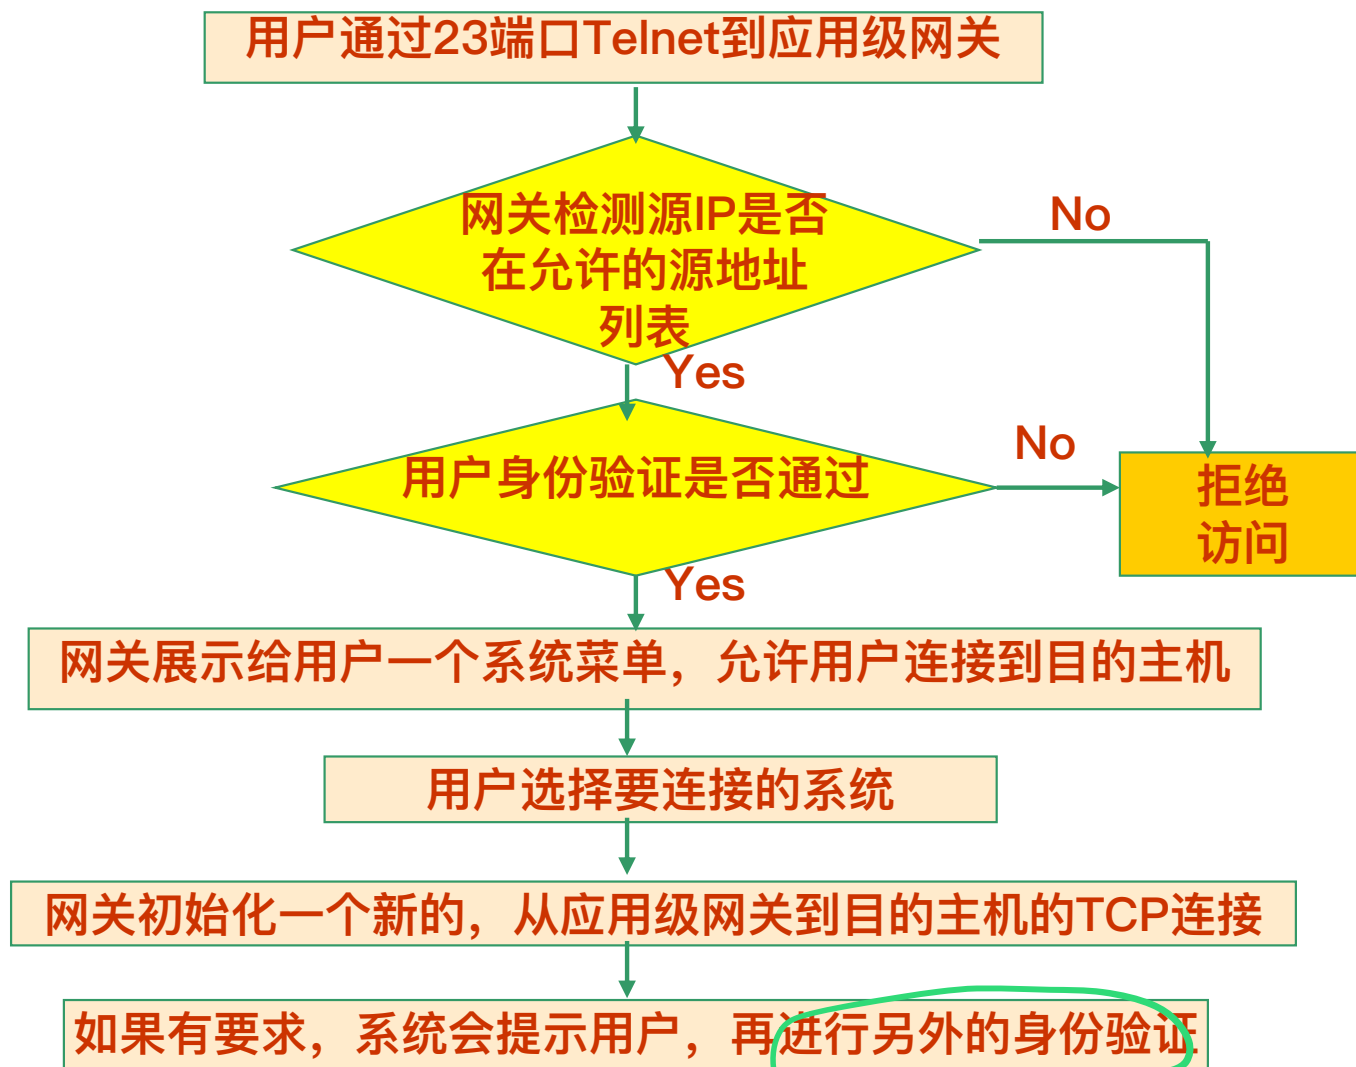 用户通过23端口Telnet到应用级网关
网关检测源IP是否
在允许的源地址
列表
No
Yes
用户身份验证是否通过
No
拒绝
访问
Yes
网关展示给用户一个系统菜单，允许用户连接到目的主机
用户选择要连接的系统
网关初始化一个新的，从应用级网关到目的主机的TCP连接
如果有要求，系统会提示用户，再进行另外的身份验证